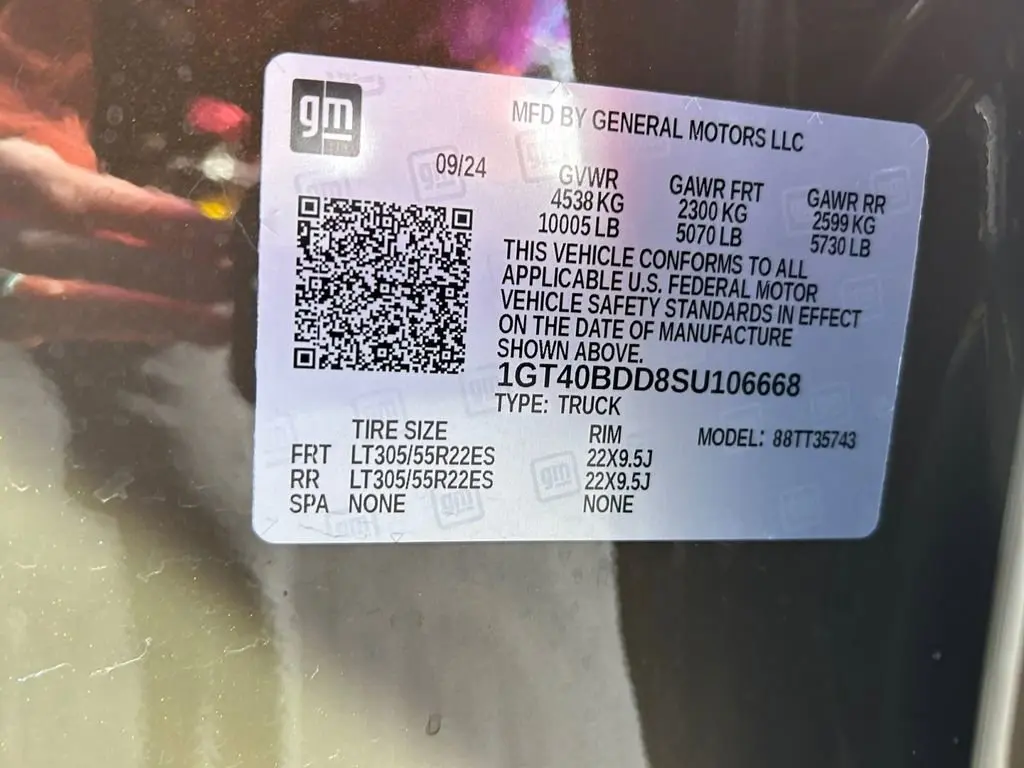 gm
MFD BY GENERAL MOTORS LLC
09/24
GVWR GAWR FRT GAWR RR
4538 KG 2300 KG 2599 KG
10005 LB 5070 LB 5730 LB
THIS VEHICLE CONFORMS TO ALL
APPLICABLE U.S. FEDERAL MOTOR
VEHICLE SAFETY STANDARDS IN EFFECT
ON THE DATE OF MANUFACTURE
SHOWN ABOVE.
1GT40BDD8SU106668
TYPE: TRUCK
TIRE SIZE RIM MODEL: 88TT35743
FRT LT305/55R22ES 22X9.5J
RR LT305/55R22ES 22X9.5J
SPA NONE NONE